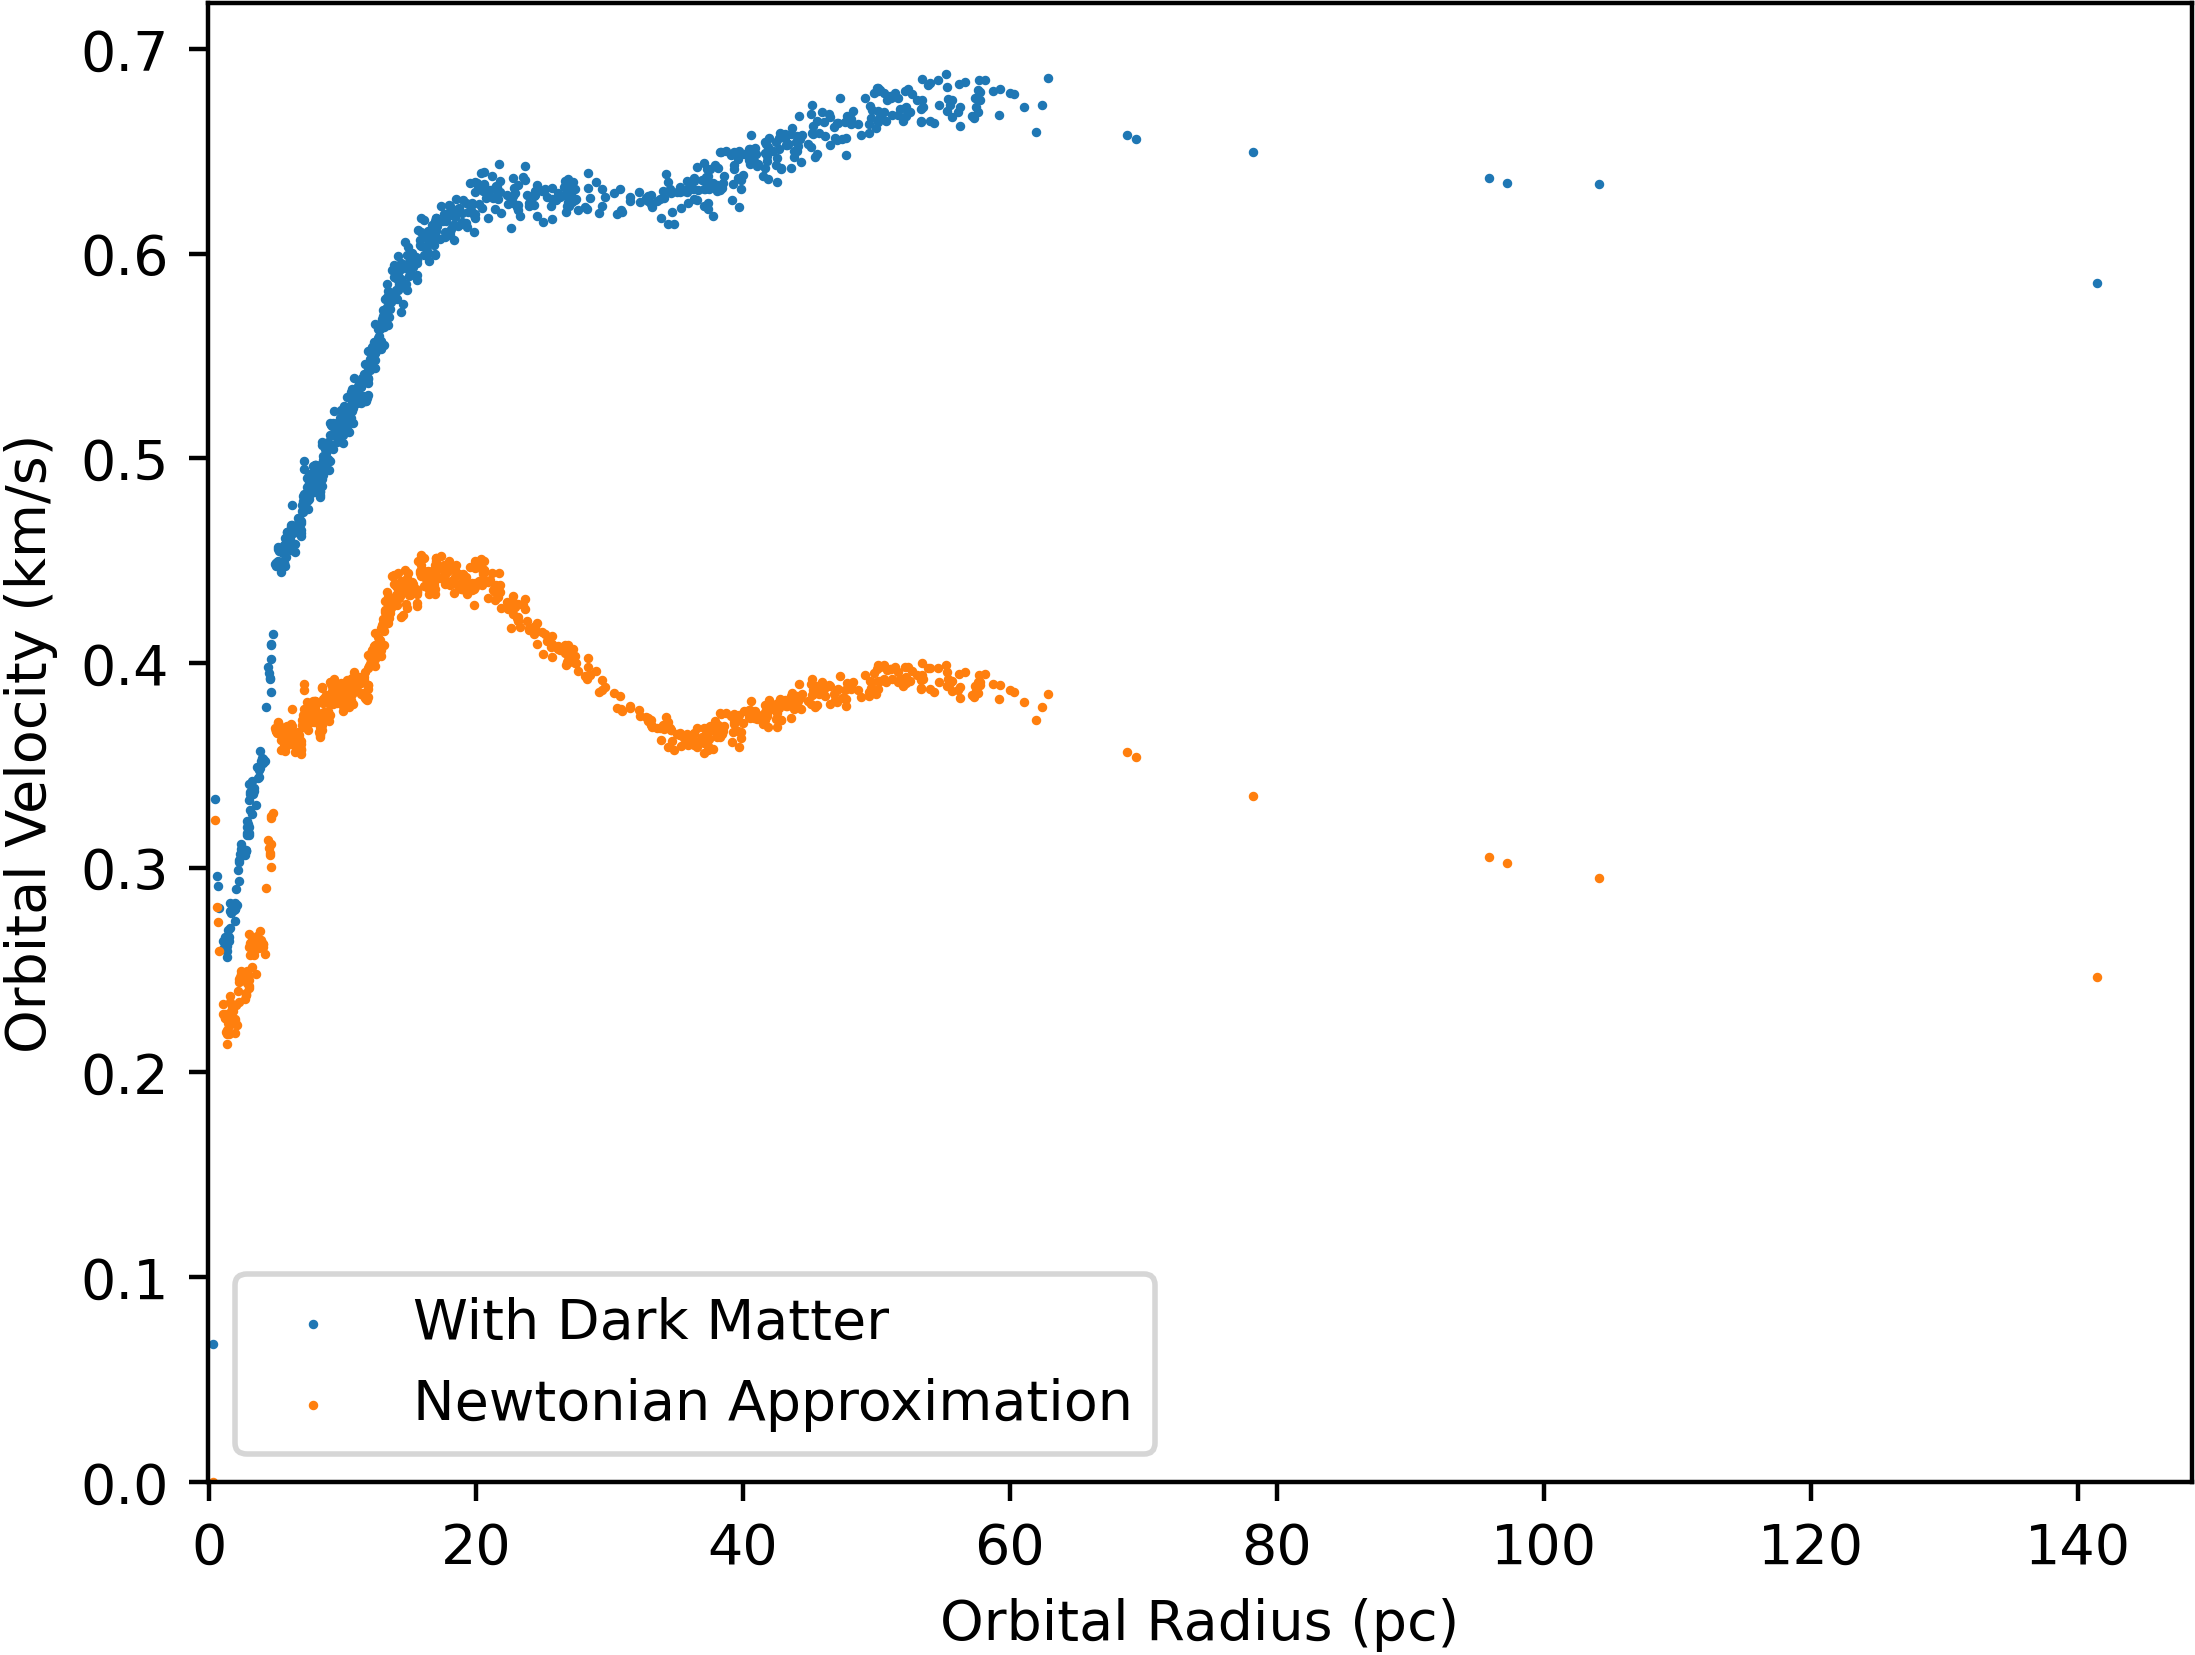 0.7
0.6
0.5
0.4
0.3
0.2
0.1
0.0
Orbital Velocity (km/s)
With Dark Matter
Newtonian Approximation
0 20 40 60 80 100 120 140
Orbital Radius (pc)